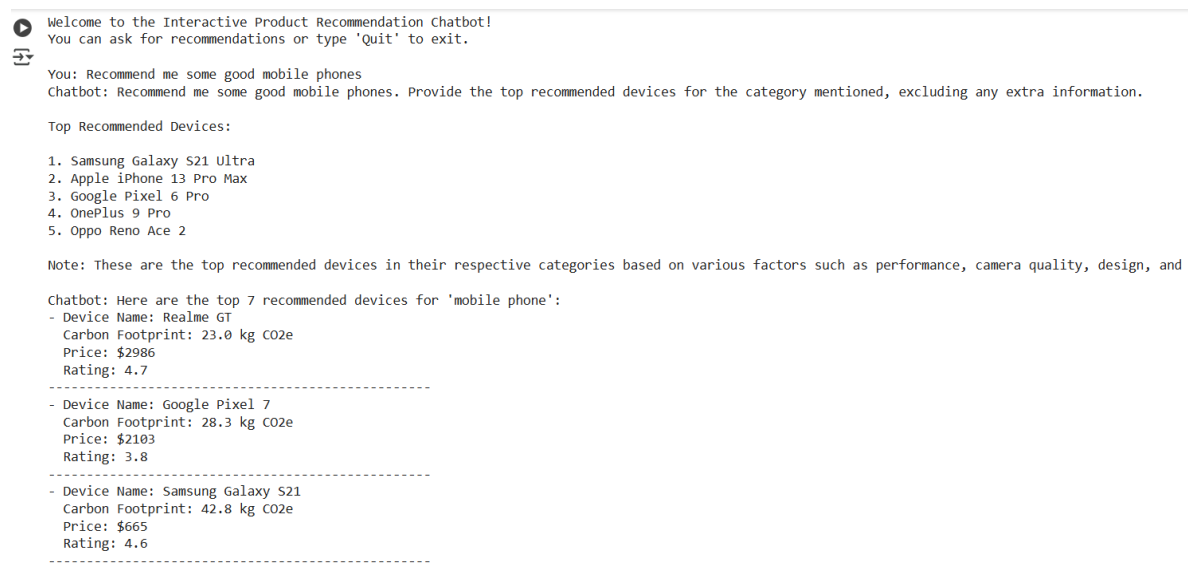 Welcome to the Interactive Product Recommendation Chatbot!
You can ask for recommendations or type 'Quit' to exit.
You: Recommend me some good mobile phones
Chatbot: Recommend me some good mobile phones. Provide the top recommended devices for the category mentioned, excluding any extra information.
Top Recommended Devices:
1. Samsung Galaxy S21 Ultra
2. Apple iPhone 13 Pro Max
3. Google Pixel 6 Pro
4. OnePlus 9 Pro
5. Oppo Reno Ace 2
Note: These are the top recommended devices in their respective categories based on various factors such as performance, camera quality, design, and
Chatbot: Here are the top 7 recommended devices for 'mobile phone':
- Device Name: Realme GT
Carbon Footprint: 23.0 kg CO2e
Price: $2986
Rating: 4.7
--------------------------------------------------
- Device Name: Google Pixel 7
Carbon Footprint: 28.3 kg CO2e
Price: $2103
Rating: 3.8
--------------------------------------------------
- Device Name: Samsung Galaxy S21
Carbon Footprint: 42.8 kg CO2e
Price: $665
Rating: 4.6
--------------------------------------------------